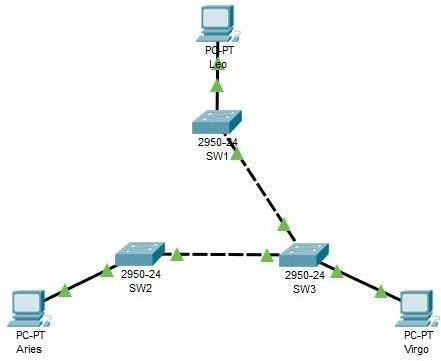 PC-PT
Leo
2950-24
SW1
2950-24
SW2
2950-24
SW3
PC-PT
Aries
PC-PT
Virgo